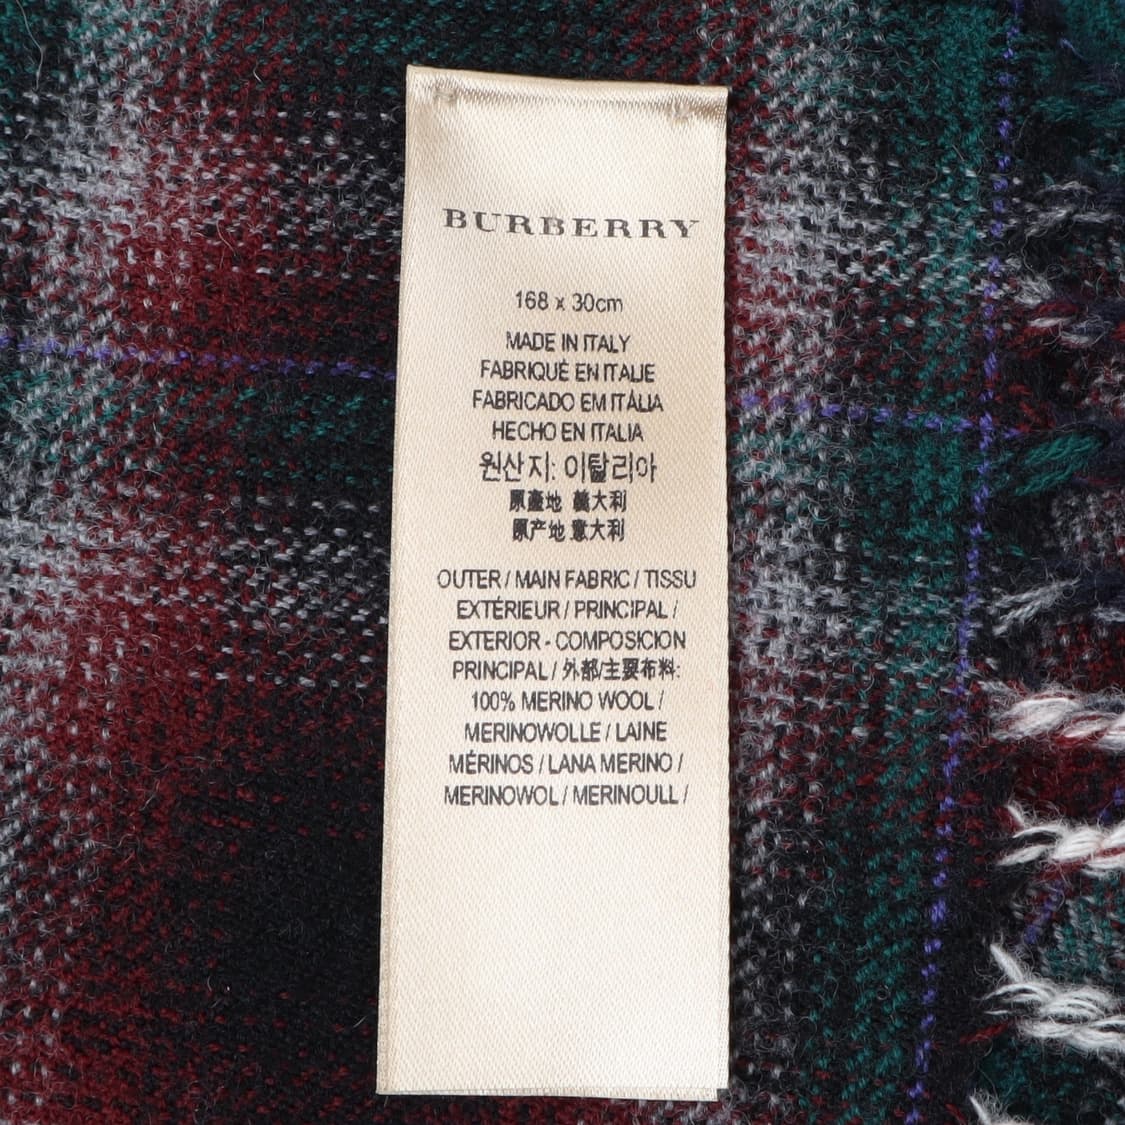 BURBERRY
168 x 30cm
MADE IN ITALY
FABRIQUÉ EN ITALIE
FABRICADO EM ITÁLIA
HECHO EN ITALIA
원산지: 이탈리아
原產地 義大利
原产地 意大利
OUTER / MAIN FABRIC / TISSU
EXTÉRIEUR / PRINCIPAL /
EXTERIOR - COMPOSICION
PRINCIPAL / 外部/主要布料:
100% MERINO WOOL /
MERINOWOLLE / LAINE
MÉRINOS / LANA MERINO /
MERINOWOL / MERINOULL /